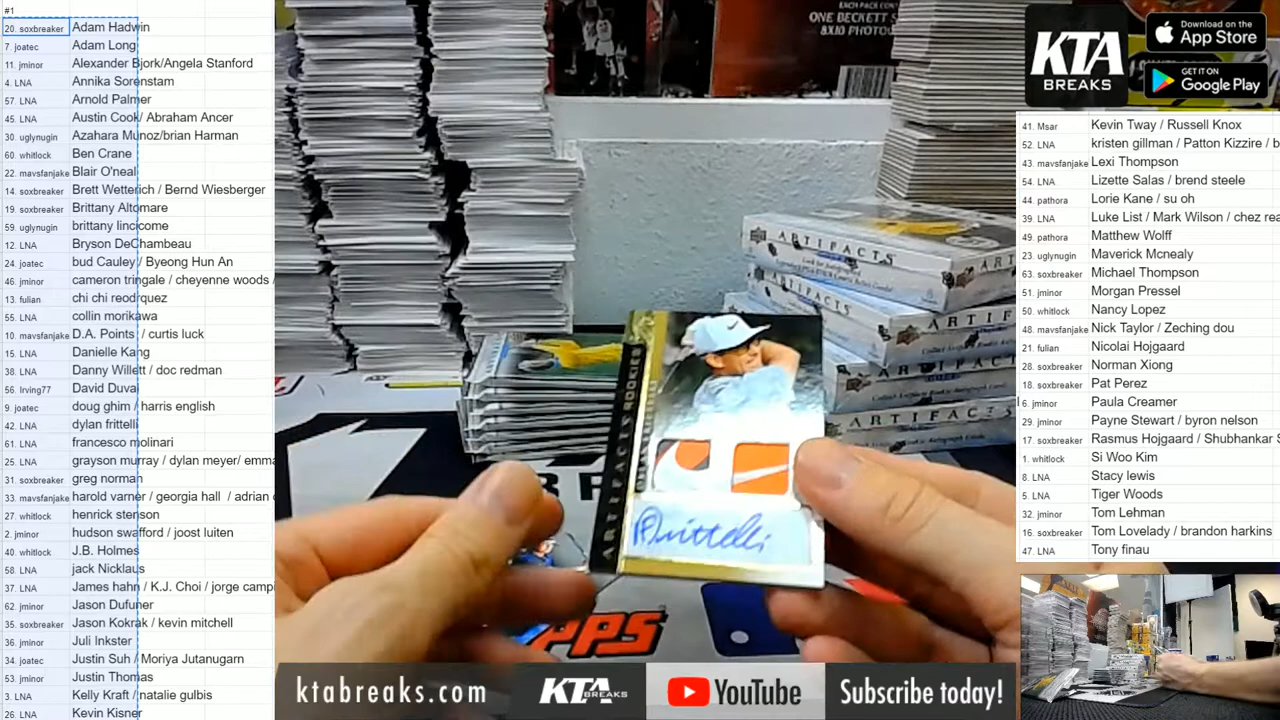 #1
20. soxbreaker Adam Hadwin
7. joatec Adam Long
11. jminor Alexander Bjork/Angela Stanford
4. LNA Annika Sorenstam
57. LNA Arnold Palmer
45. LNA Austin Cook/ Abraham Ancer
30. uglynugin Azahara Munoz/brian Harman
60. whitlock Ben Crane
22. mavsfanjake Blair O'neal
14. soxbreaker Brett Wetterich / Bernd Wiesberger
19. soxbreaker Brittany Altomare
59. uglynugin brittany lincicome
12. LNA Bryson DeChambeau
24. joatec bud Cauley / Byeong Hun An
46. jminor cameron tringale / cheyenne woods /
13. fulian chi chi reodrquez
55. LNA collin morikawa
10. mavsfanjake D.A. Points / curtis luck
15. LNA Danielle Kang
38. LNA Danny Willett / doc redman
56. Irving77 David Duval
9. joatec doug ghim / harris english
42. LNA dylan frittelli
61. LNA francesco molinari
25. LNA grayson murray / dylan meyer/ emma
31. soxbreaker greg norman
33. mavsfanjake harold varner / georgia hall / adrian
27. whitlock henrick stenson
2. jminor hudson swafford / joost luiten
40. whitlock J.B. Holmes
58. LNA jack Nicklaus
37. LNA James hahn / K.J. Choi / jorge campi
62. jminor Jason Dufuner
35. soxbreaker Jason Kokrak / kevin mitchell
36. jminor Juli Inkster
34. joatec Justin Suh / Moriya Jutanugarn
53. jminor Justin Thomas
3. LNA Kelly Kraft / natalie gulbis
26. LNA Kevin Kisner
EACH PACK CON
ONE BECKETT S
8X10 PHOTO
ARTIFACTS
ARTIFACTS
ARTIFACTS
ARTIFACTS
ARTIFACTS ROOKIES
KTA
BREAKS
Download on the
App Store
GET IT ON
Google Play
41. Msar Kevin Tway / Russell Knox
52. LNA kristen gillman / Patton Kizzire / b
43. mavsfanjake Lexi Thompson
54. LNA Lizette Salas / brend steele
44. pathora Lorie Kane / su oh
39. LNA Luke List / Mark Wilson / chez rea
49. pathora Matthew Wolff
23. uglynugin Maverick Mcnealy
63. soxbreaker Michael Thompson
51. jminor Morgan Pressel
50. whitlock Nancy Lopez
48. mavsfanjake Nick Taylor / Zeching dou
21. fulian Nicolai Hojgaard
28. soxbreaker Norman Xiong
18. soxbreaker Pat Perez
6. jminor Paula Creamer
29. jminor Payne Stewart / byron nelson
17. soxbreaker Rasmus Hojgaard / Shubhankar S
1. whitlock Si Woo Kim
8. LNA Stacy lewis
5. LNA Tiger Woods
32. jminor Tom Lehman
16. soxbreaker Tom Lovelady / brandon harkins
47. LNA Tony finau
ktabreaks.com
KTA
BREAKS
YouTube
Subscribe today!